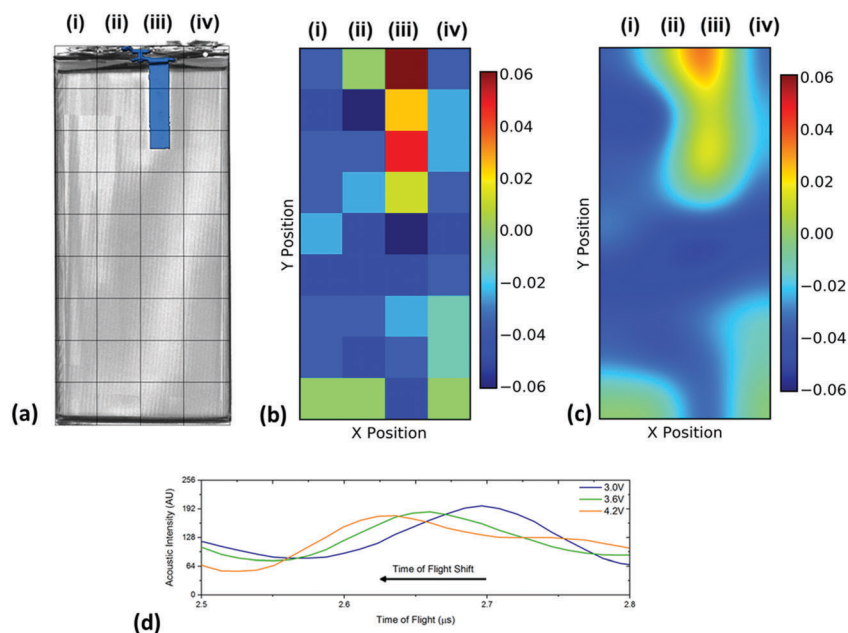 (i) (ii) (iii) (iv)
(a)
(i) (ii) (iii) (iv)
Y Position
X Position
(b)
0.06
0.04
0.02
0.00
−0.02
−0.04
−0.06
(i) (ii) (iii) (iv)
Y Position
X Position
(c)
0.06
0.04
0.02
0.00
−0.02
−0.04
−0.06
256
192
128
64
0
Acoustic Intensity (AU)
3.0V
3.6V
4.2V
Time of Flight Shift
2.5 2.6 2.7 2.8
Time of Flight (μs)
(d)